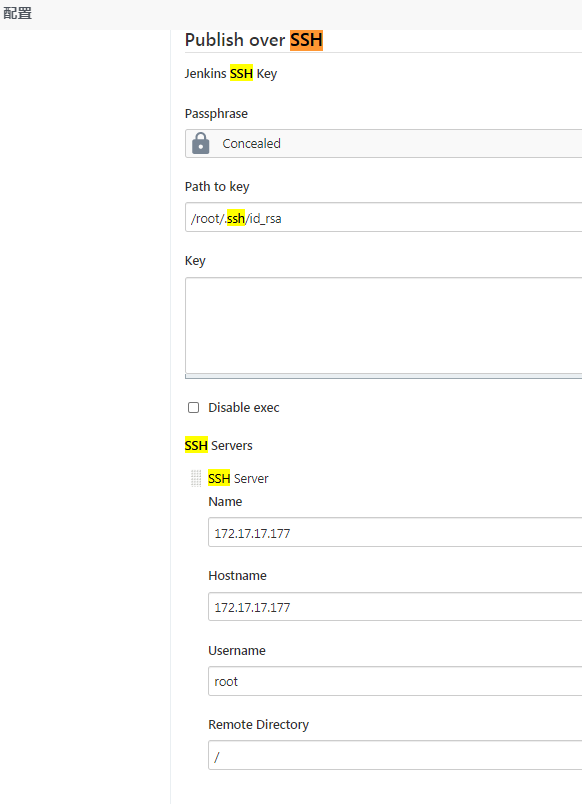 配置
Publish over SSH
Jenkins SSH Key
Passphrase
Concealed
Path to key
/root/.ssh/id_rsa
Key
Disable exec
SSH Servers
SSH Server
Name
172.17.17.177
Hostname
172.17.17.177
Username
root
Remote Directory
/